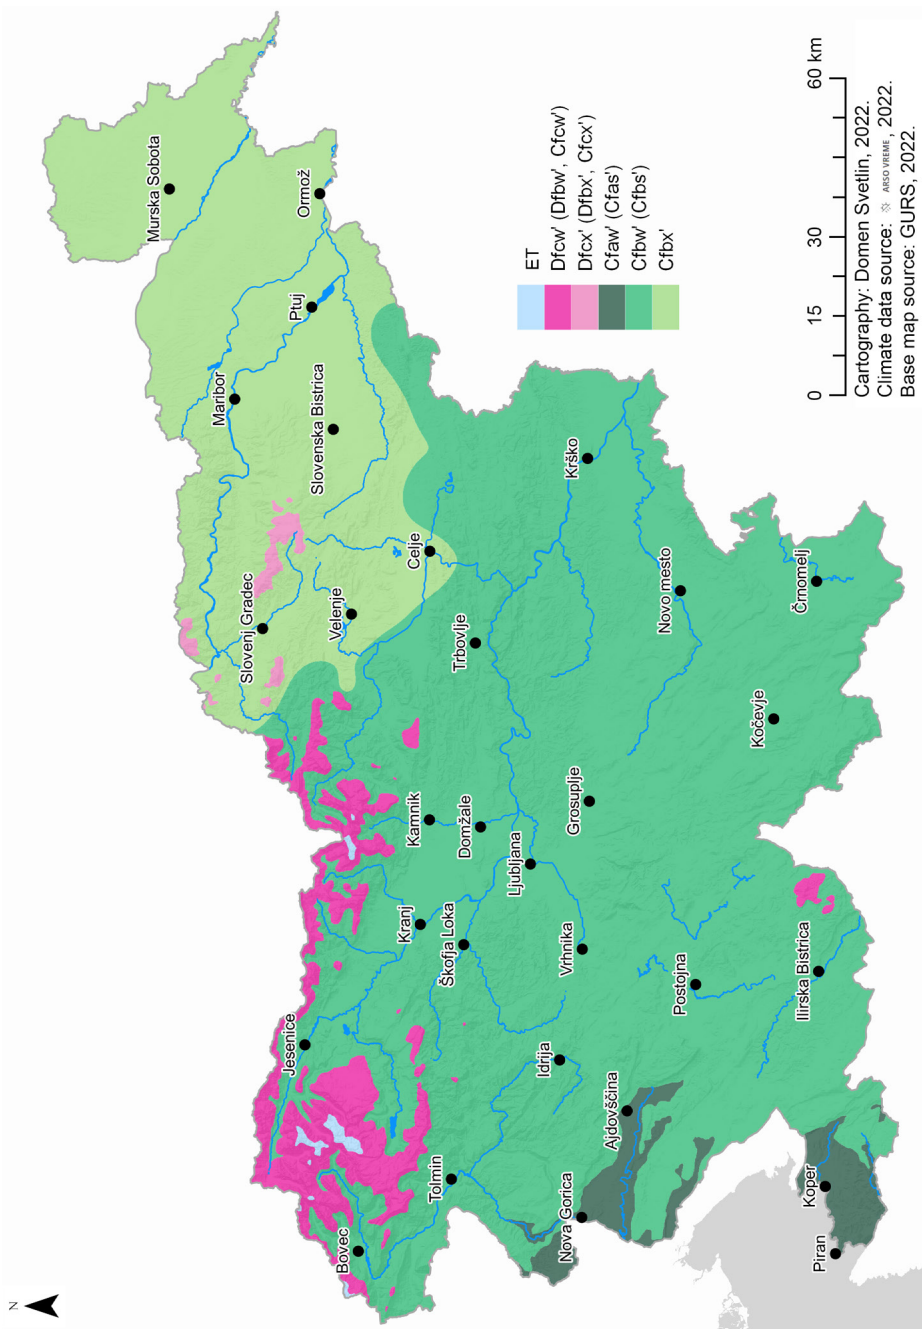 N
Murska Sobota
Maribor
Ptuj
Ormož
Slovenska Bistrica
Slovenj Gradec
Velenje
Celje
Jesenice
Bovec
Tolmin
Kranj
Kamnik
Škofja Loka
Domžale
Trbovlje
Krško
Ljubljana
Idrija
Vrhnika
Grosuplje
Novo mesto
Nova Gorica
Ajdovščina
Postojna
Kočevje
Črnomelj
Ilirska Bistrica
Koper
Piran
ET
Dfcw' (Dfbw', Cfcw')
Dfcx' (Dfbx', Cfcx')
Cfaw' (Cfas')
Cfbw' (Cfbs')
Cfbx'
0 15 30 60 km
Cartography: Domen Svetlin, 2022.
Climate data source: ARSO VREME, 2022.
Base map source: GURS, 2022.